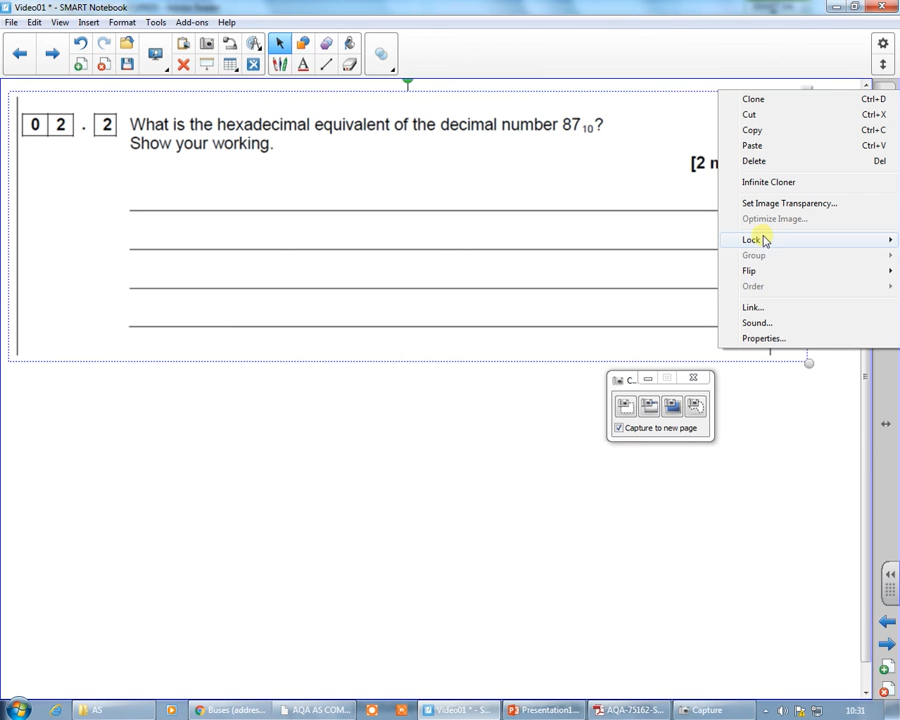 Video01 * - SMART Notebook
File Edit View Insert Format Tools Add-ons Help
0 2 . 2 What is the hexadecimal equivalent of the decimal number 87₁₀?
Show your working.
[2 m
Clone Ctrl+D
Cut Ctrl+X
Copy Ctrl+C
Paste Ctrl+V
Delete Del
Infinite Cloner
Set Image Transparency...
Optimize Image...
Lock
Group
Flip
Order
Link...
Sound...
Properties...
C...
Capture to new page
AS
Buses (addres...
AQA AS COM...
Video01 * - S...
Presentation1...
AQA-75162-S...
Capture
10:31